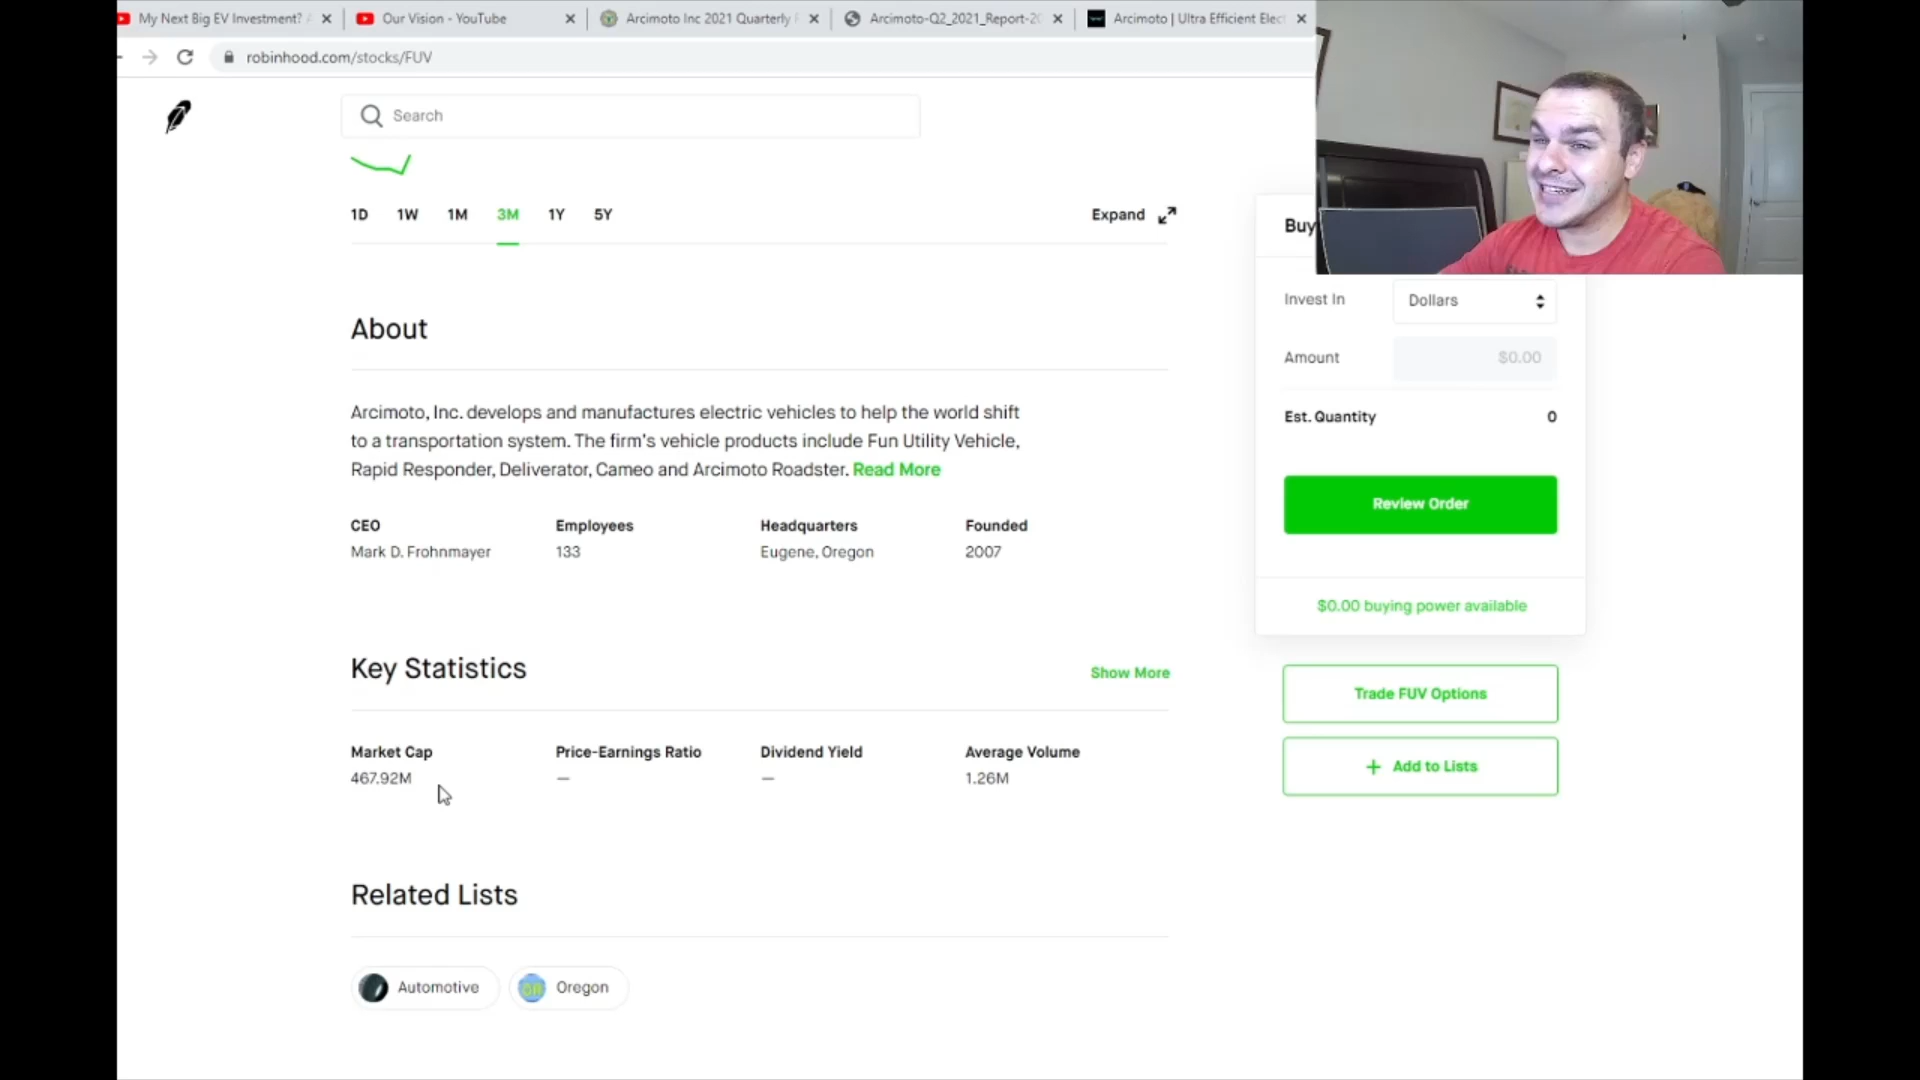 My Next Big EV Investment?
Our Vision - YouTube
Arcimoto Inc 2021 Quarterly
Arcimoto-Q2_2021_Report-20
Arcimoto | Ultra Efficient Elec
robinhood.com/stocks/FUV
Search
1D 1W 1M 3M 1Y 5Y
Expand
About
Arcimoto, Inc. develops and manufactures electric vehicles to help the world shift
to a transportation system. The firm's vehicle products include Fun Utility Vehicle,
Rapid Responder, Deliverator, Cameo and Arcimoto Roadster. Read More
CEO Employees Headquarters Founded
Mark D. Frohnmayer 133 Eugene, Oregon 2007
Key Statistics
Show More
Market Cap Price-Earnings Ratio Dividend Yield Average Volume
467.92M — — 1.26M
Related Lists
Automotive Oregon
Buy
Invest In Dollars
Amount $0.00
Est. Quantity 0
Review Order
$0.00 buying power available
Trade FUV Options
+ Add to Lists